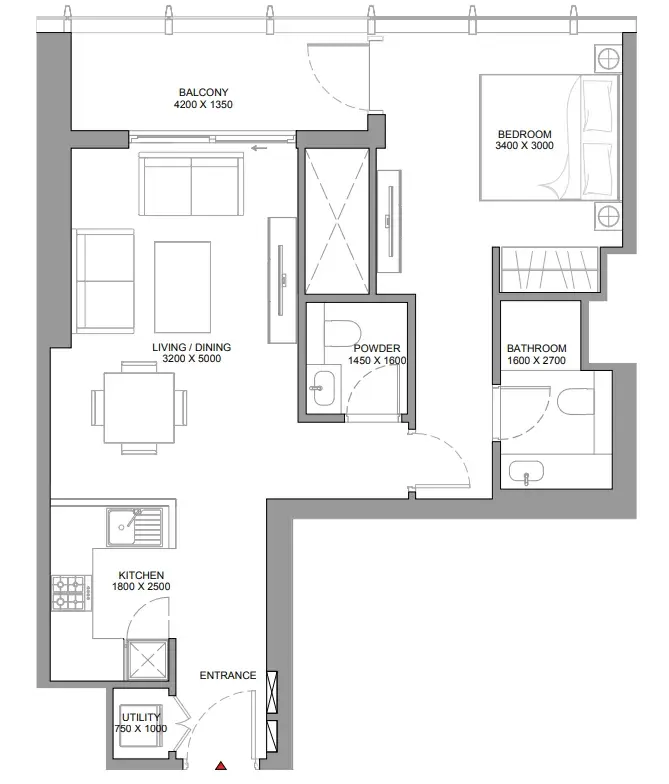 BALCONY
4200 X 1350
BEDROOM
3400 X 3000
LIVING / DINING
3200 X 5000
POWDER
1450 X 1600
BATHROOM
1600 X 2700
KITCHEN
1800 X 2500
ENTRANCE
UTILITY
750 X 1000